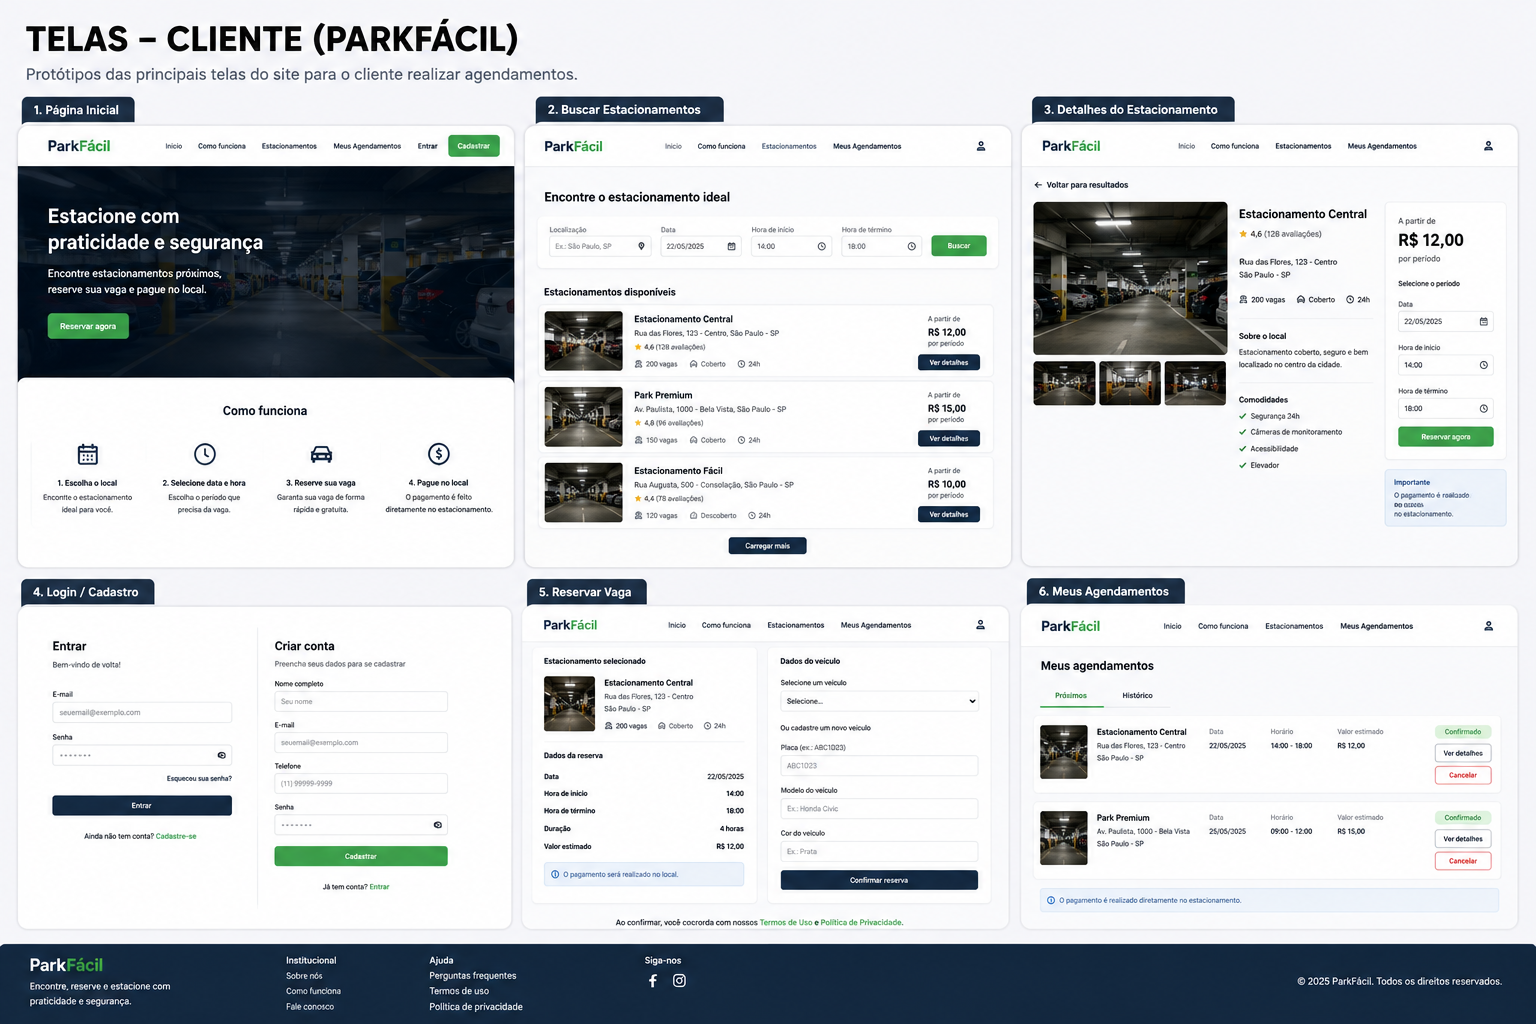 TELAS – CLIENTE (PARKFÁCIL)
Protótipos das principais telas do site para o cliente realizar agendamentos.
1. Página Inicial
ParkFácil
Início
Como funciona
Estacionamentos
Meus Agendamentos
Entrar
Cadastrar
Estacione com
praticidade e segurança
Encontre estacionamentos próximos,
reserve sua vaga e pague no local.
Reservar agora
Como funciona
1. Escolha o local
Encontre o estacionamento
ideal para você.
2. Selecione data e hora
Escolha o período que
precisa da vaga.
3. Reserve sua vaga
Garanta sua vaga de forma
rápida e gratuita.
4. Pague no local
O pagamento é feito
diretamente no estacionamento.
2. Buscar Estacionamentos
ParkFácil
Início
Como funciona
Estacionamentos
Meus Agendamentos
Encontre o estacionamento ideal
Localização
Ex.: São Paulo, SP
Data
22/05/2025
Hora de início
14:00
Hora de término
18:00
Buscar
Estacionamentos disponíveis
Estacionamento Central
Rua das Flores, 123 - Centro, São Paulo - SP
4,6 (128 avaliações)
200 vagas
Coberto
24h
A partir de
R$ 12,00
por período
Ver detalhes
Park Premium
Av. Paulista, 1000 - Bela Vista, São Paulo - SP
4,8 (96 avaliações)
150 vagas
Coberto
24h
A partir de
R$ 15,00
por período
Ver detalhes
Estacionamento Fácil
Rua Augusta, 500 - Consolação, São Paulo - SP
4,4 (78 avaliações)
120 vagas
Descoberto
24h
A partir de
R$ 10,00
por período
Ver detalhes
Carregar mais
3. Detalhes do Estacionamento
ParkFácil
Início
Como funciona
Estacionamentos
Meus Agendamentos
Voltar para resultados
Estacionamento Central
4,6 (128 avaliações)
Rua das Flores, 123 - Centro
São Paulo - SP
200 vagas
Coberto
24h
Sobre o local
Estacionamento coberto, seguro e bem
localizado no centro da cidade.
Comodidades
Segurança 24h
Câmeras de monitoramento
Acessibilidade
Elevador
A partir de
R$ 12,00
por período
Selecione o período
Data
22/05/2025
Hora de início
14:00
Hora de término
18:00
Reservar agora
Importante
O pagamento é realizado
no estacionamento.
4. Login / Cadastro
Entrar
Bem-vindo de volta!
E-mail
seuemail@exemplo.com
Senha
Esqueceu sua senha?
Entrar
Ainda não tem conta? Cadastre-se
Criar conta
Preencha seus dados para se cadastrar
Nome completo
Seu nome
E-mail
seuemail@exemplo.com
Telefone
(11) 99999-9999
Senha
Cadastrar
Já tem conta? Entrar
5. Reservar Vaga
ParkFácil
Início
Como funciona
Estacionamentos
Meus Agendamentos
Estacionamento selecionado
Estacionamento Central
Rua das Flores, 123 - Centro
São Paulo - SP
200 vagas
Coberto
24h
Dados da reserva
Data 22/05/2025
Hora de início 14:00
Hora de término 18:00
Duração 4 horas
Valor estimado R$ 12,00
O pagamento será realizado no local.
Dados do veículo
Selecione um veículo
Selecione...
Ou cadastre um novo veículo
Placa (ex.: ABC1D23)
ABC1D23
Modelo do veículo
Ex.: Honda Civic
Cor do veículo
Ex.: Prata
Confirmar reserva
Ao confirmar, você cocrorda com nossos Termos de Uso e Política de Privacidade.
6. Meus Agendamentos
ParkFácil
Início
Como funciona
Estacionamentos
Meus Agendamentos
Meus agendamentos
Próximos
Histórico
Estacionamento Central
Rua das Flores, 123 - Centro
São Paulo - SP
Data
22/05/2025
Horário
14:00 - 18:00
Valor estimado
R$ 12,00
Confirmado
Ver detalhes
Cancelar
Park Premium
Av. Paulista, 1000 - Bela Vista
São Paulo - SP
Data
25/05/2025
Horário
09:00 - 12:00
Valor estimado
R$ 15,00
Confirmado
Ver detalhes
Cancelar
O pagamento é realizado diretamente no estacionamento.
ParkFácil
Encontre, reserve e estacione com
praticidade e segurança.
Institucional
Sobre nós
Como funciona
Fale conosco
Ajuda
Perguntas frequentes
Termos de uso
Política de privacidade
Siga-nos
© 2025 ParkFácil. Todos os direitos reservados.